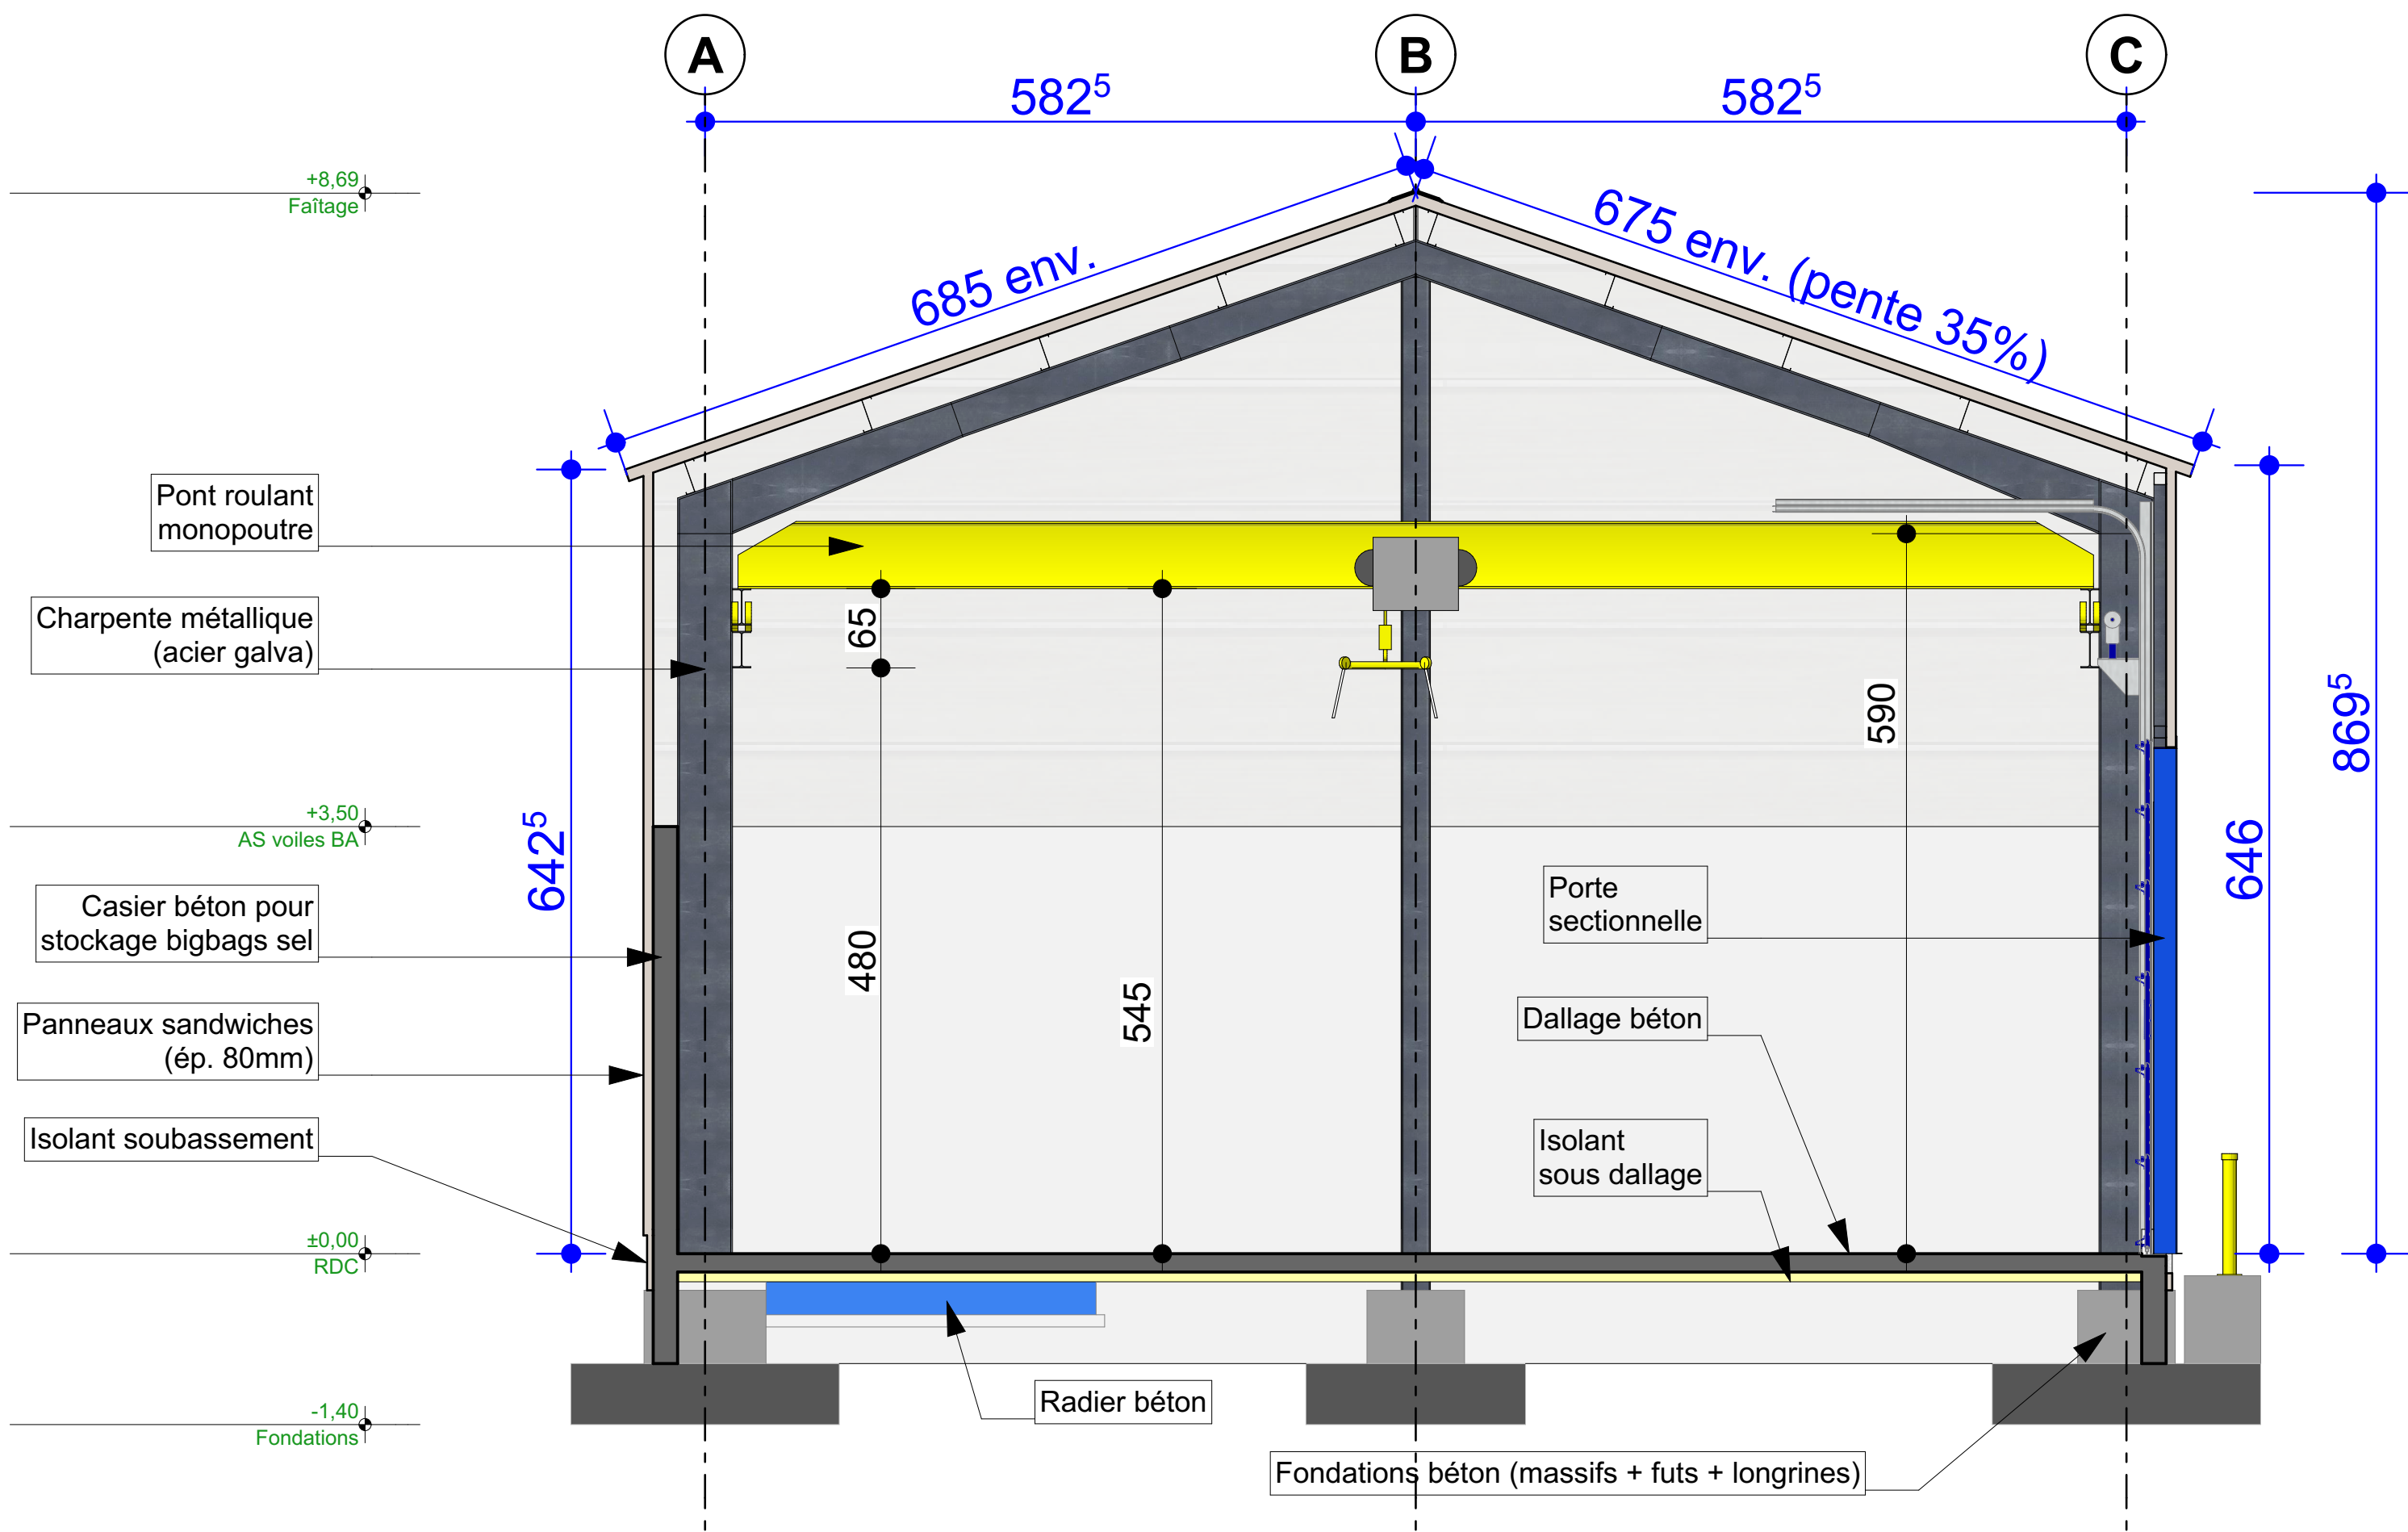 A
B
C
582⁵
582⁵
+8,69
Faîtage
685 env.
675 env. (pente 35%)
Pont roulant
monopoutre
Charpente métallique
(acier galva)
65
590
869⁵
+3,50
AS voiles BA
642⁵
646
Casier béton pour
stockage bigbags sel
480
545
Porte
sectionnelle
Panneaux sandwiches
(ép. 80mm)
Dallage béton
Isolant soubassement
Isolant
sous dallage
±0,00
RDC
Radier béton
-1,40
Fondations
Fondations béton (massifs + futs + longrines)